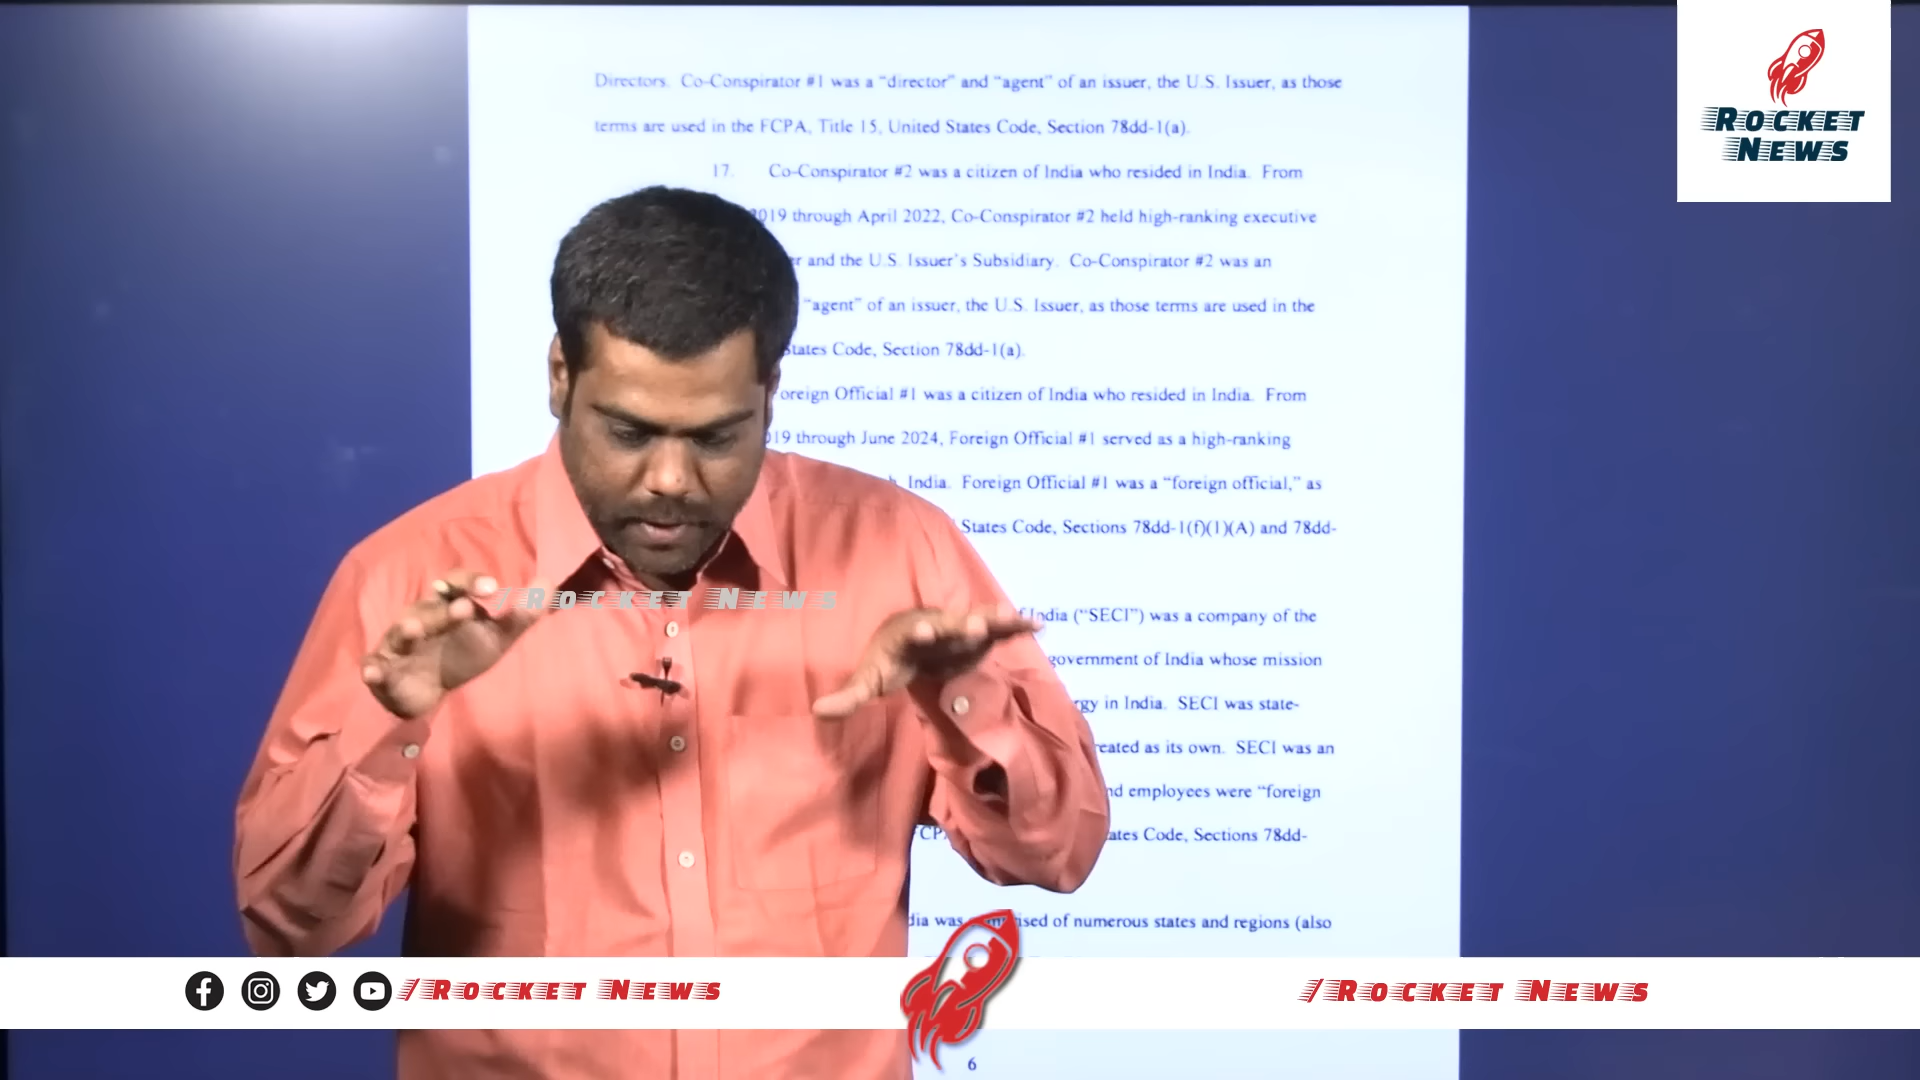 Directors. Co-Conspirator #1 was a “director” and “agent” of an issuer, the U.S. Issuer, as those
terms are used in the FCPA, Title 15, United States Code, Section 78dd-1(a).
17. Co-Conspirator #2 was a citizen of India who resided in India. From
2019 through April 2022, Co-Conspirator #2 held high-ranking executive
and the U.S. Issuer’s Subsidiary. Co-Conspirator #2 was an
“agent” of an issuer, the U.S. Issuer, as those terms are used in the
States Code, Section 78dd-1(a).
oreign Official #1 was a citizen of India who resided in India. From
19 through June 2024, Foreign Official #1 served as a high-ranking
India. Foreign Official #1 was a “foreign official,” as
States Code, Sections 78dd-1(f)(1)(A) and 78dd-
India (“SECI”) was a company of the
government of India whose mission
rgy in India. SECI was state-
reated as its own. SECI was an
nd employees were “foreign
ates Code, Sections 78dd-
dia was comprised of numerous states and regions (also
6
ROCKET
NEWS
/ROCKET NEWS
/ROCKET NEWS
/ROCKET NEWS